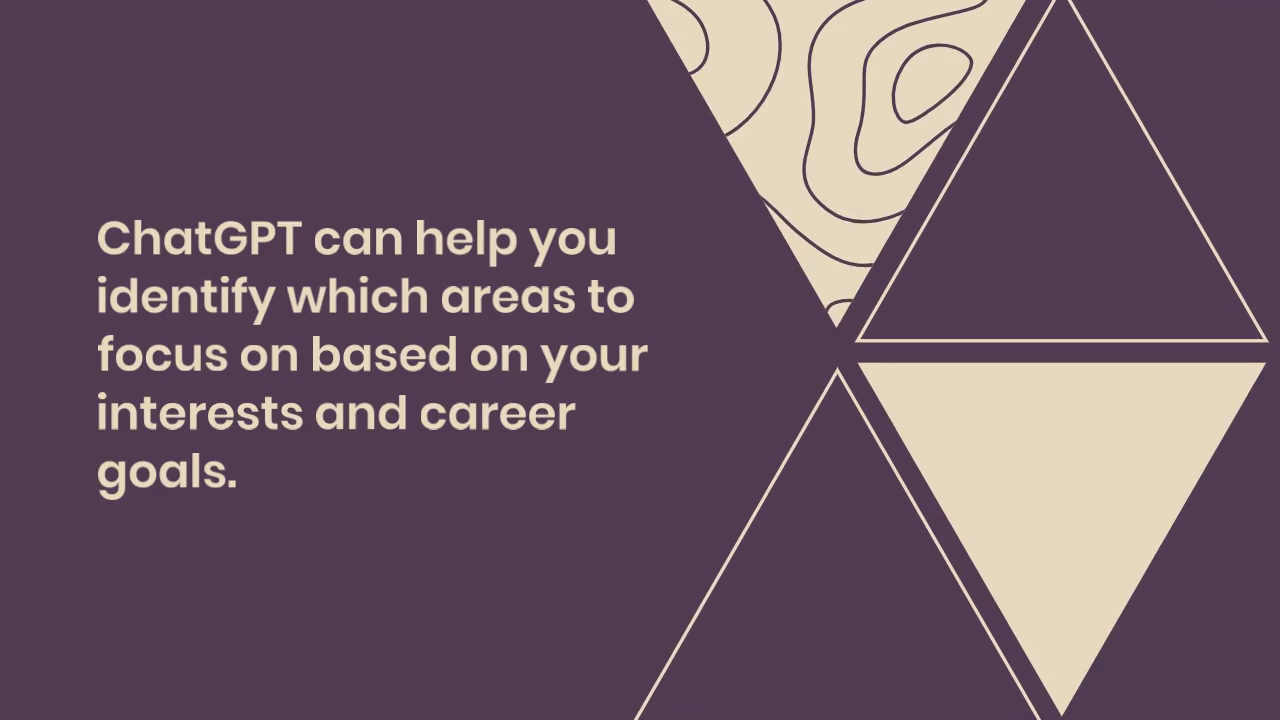 ChatGPT can help you
identify which areas to
focus on based on your
interests and career
goals.